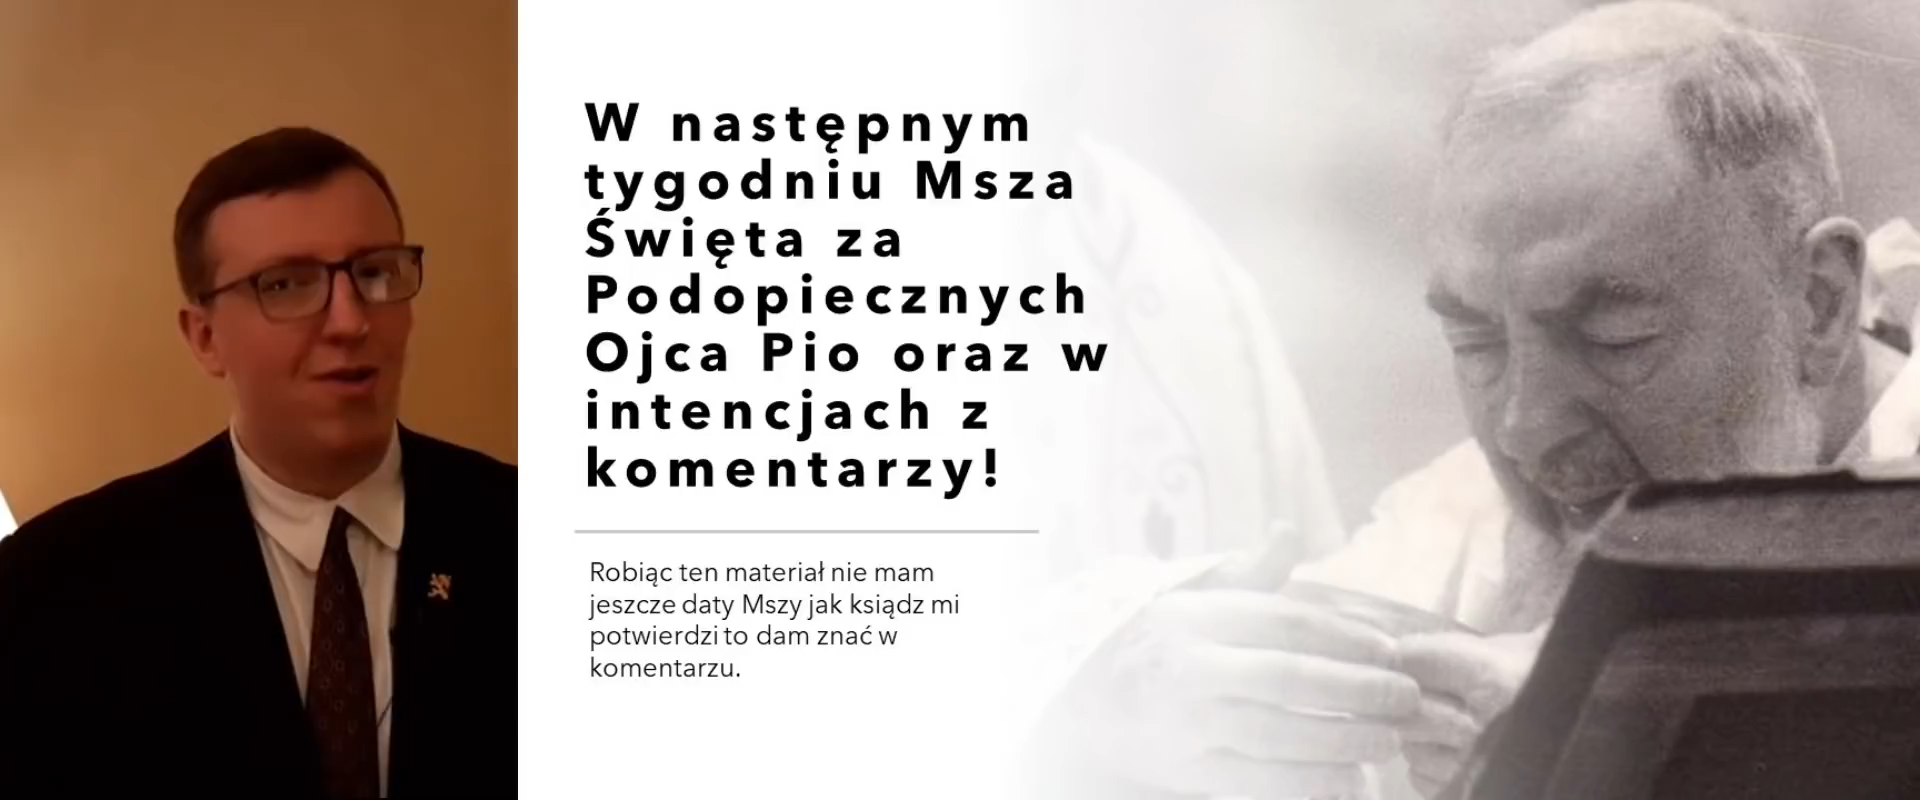 W następnym
tygodniu Msza
Święta za
Podopiecznych
Ojca Pio oraz w
intencjach z
komentarzy!
Robiąc ten materiał nie mam
jeszcze daty Mszy jak ksiądz mi
potwierdzi to dam znać w
komentarzu.